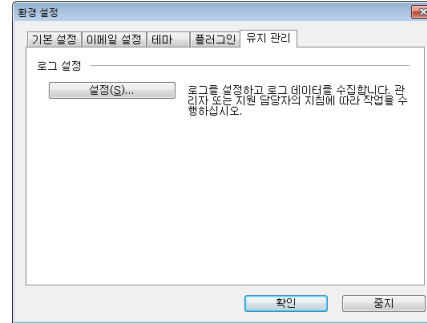 환경 설정
기본 설정 이메일 설정 테마 플러그인 유지 관리
로그 설정
설정(S)... 로그를 설정하고 로그 데이터를 수집합니다. 관
리자 또는 지원 담당자의 지침에 따라 작업을 수
행하십시오.
확인 중지